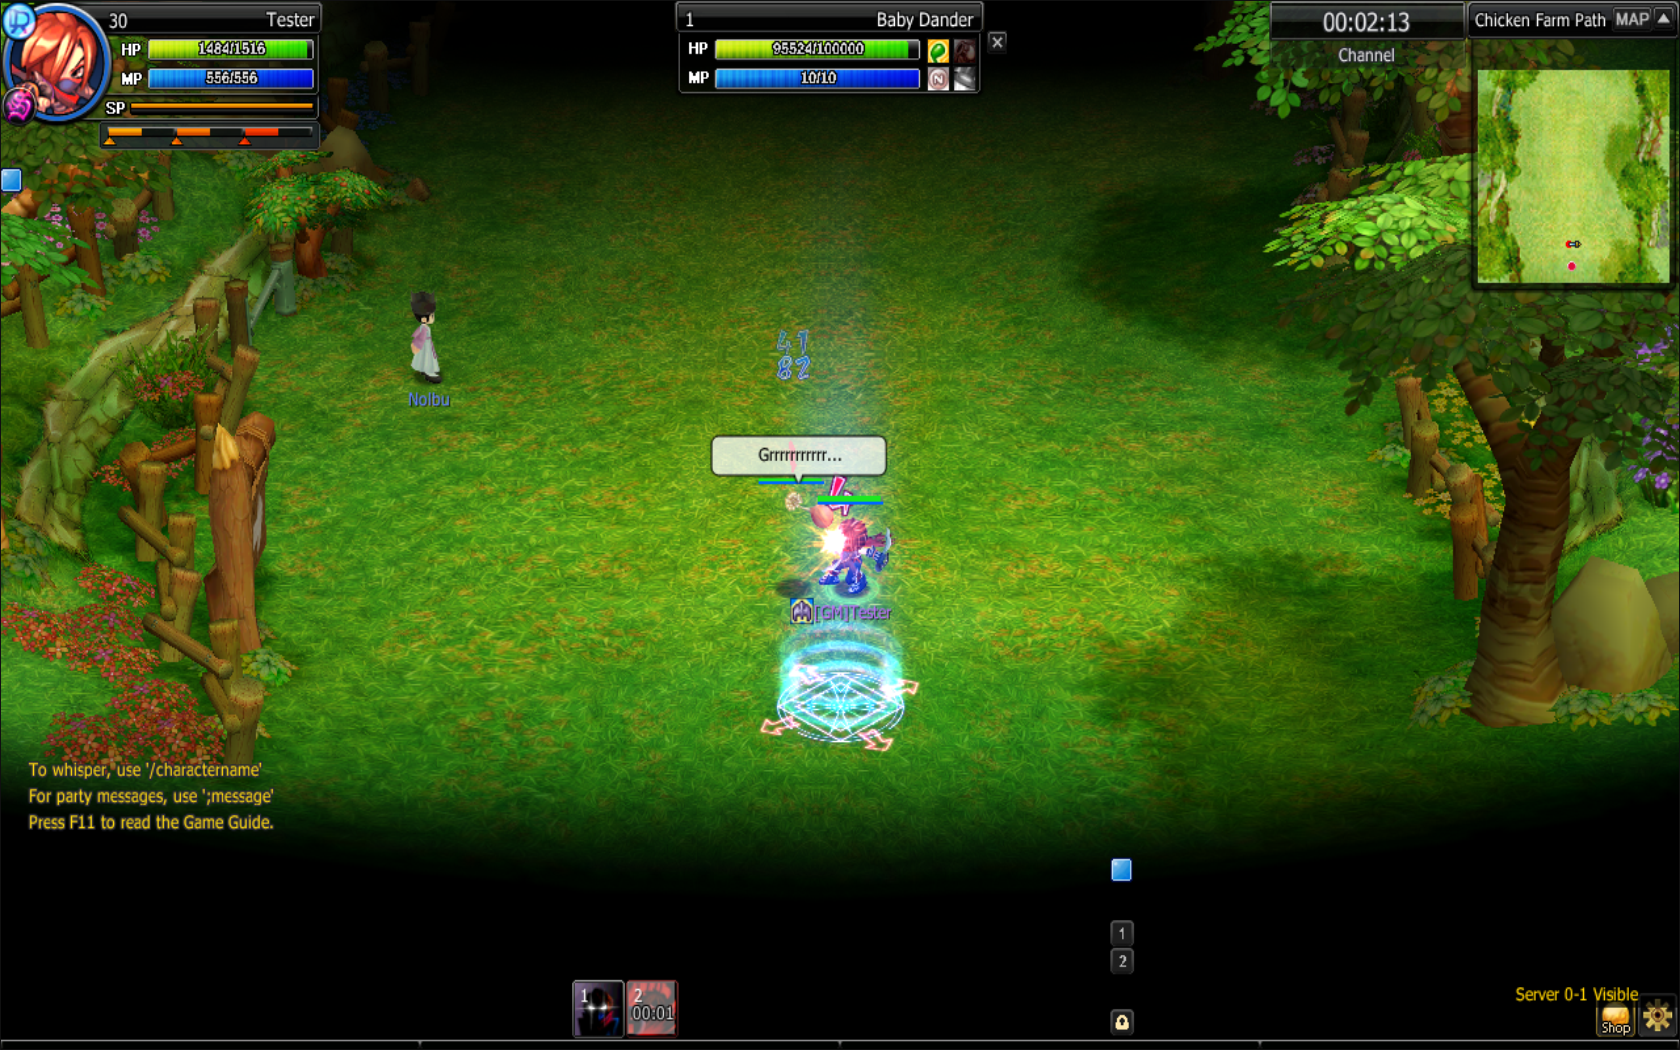 30 Tester
HP 1484/1516
MP 556/556
SP
1 Baby Dander
HP 95524/100000
MP 10/10
N
00:02:13
Channel
Chicken Farm Path MAP
41
82
Nolbu
Grrrrrrrrrrr...
4
[GM]Tester
To whisper, use '/charactername'
For party messages, use ';message'
Press F11 to read the Game Guide.
1
2
1
2
00:01
Server 0-1 Visible
Shop